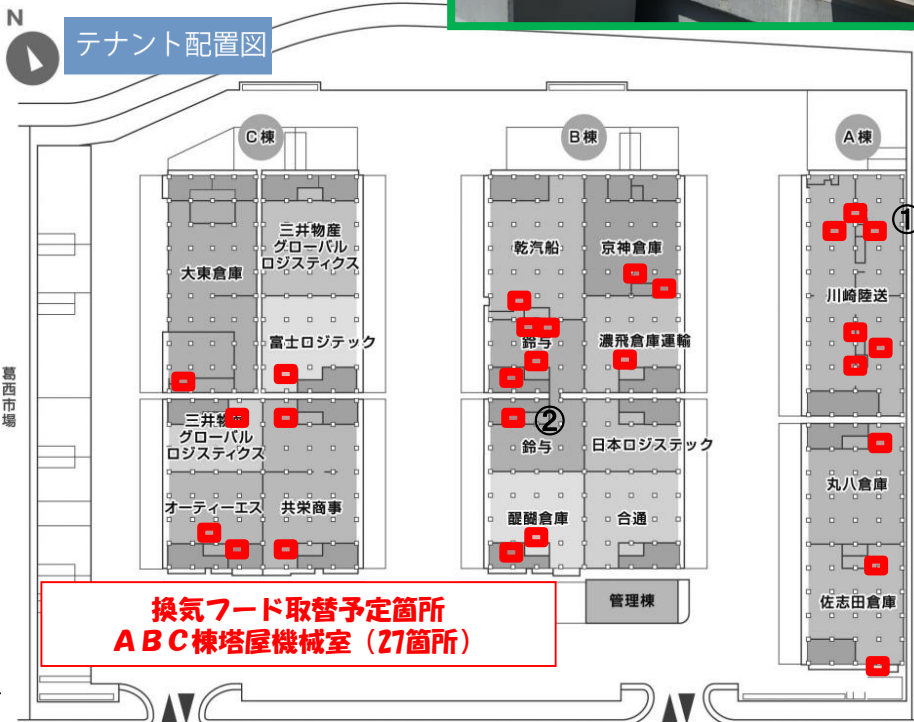 N
テナント配置図
C棟
B棟
A棟
①
三井物産
グローバル
ロジスティクス
大東倉庫
富士ロジテック
乾汽船
京神倉庫
鈴与
濃飛倉庫運輸
川崎陸送
葛西市場
三井物産
グローバル
ロジスティクス
オーティーエス
共栄商事
②
鈴与
日本ロジステック
醍醐倉庫
合通
丸八倉庫
佐志田倉庫
管理棟
換気フード取替予定箇所
ABC棟塔屋機械室（27箇所）